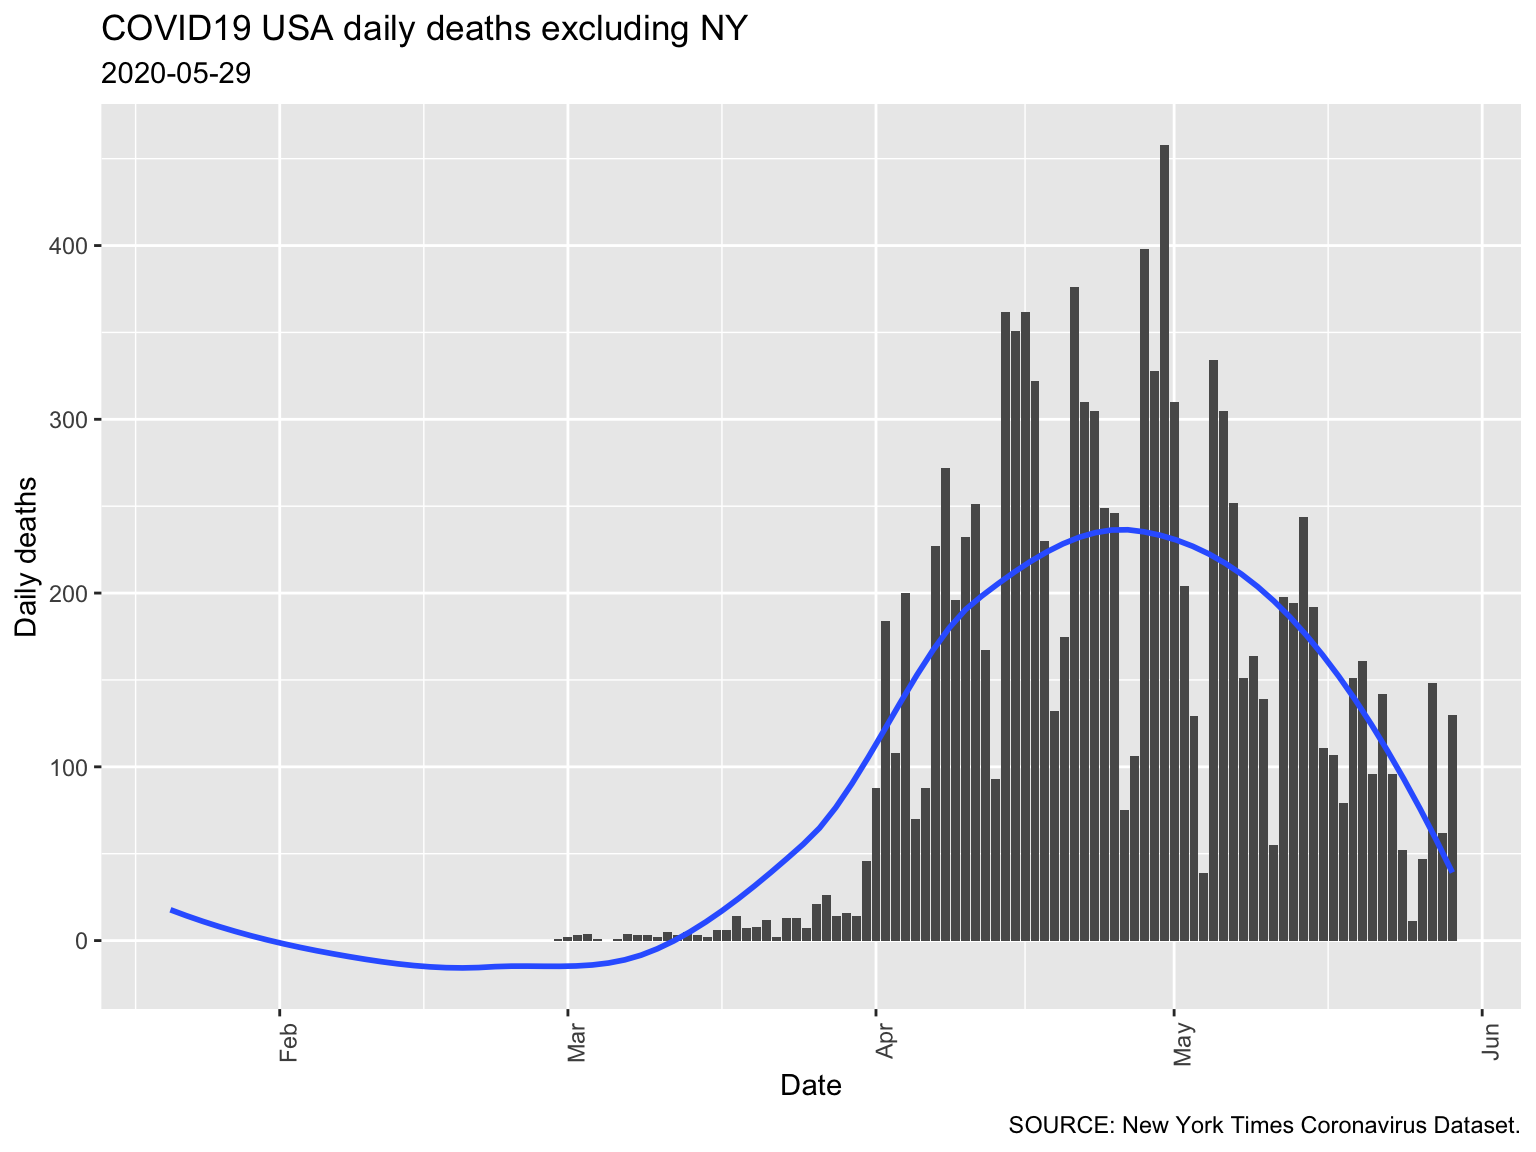 COVID19 USA daily deaths excluding NY
2020-05-29
Daily deaths
400
300
200
100
0
Feb
Mar
Apr
May
Jun
Date
SOURCE: New York Times Coronavirus Dataset.